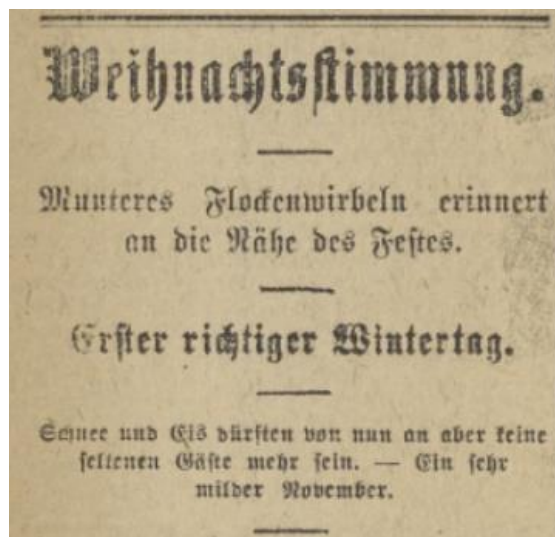 Weihnachtsstimmung.
Munteres Flockenwirbeln erinnert
an die Nähe des Festes.
Erster richtiger Wintertag.
Schnee und Eis dürften von nun an aber keine
seltenen Gäste mehr sein. — Ein sehr
milder November.